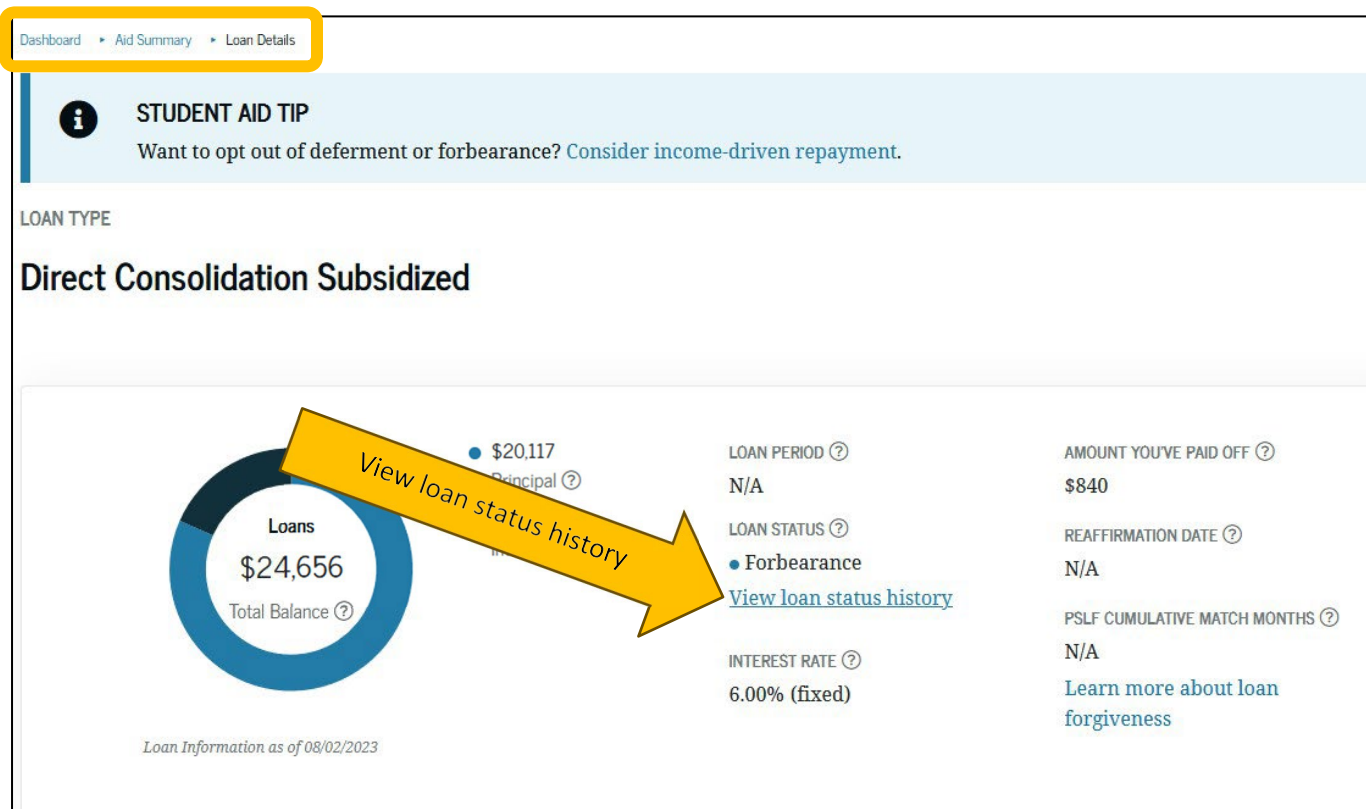 Dashboard ▸ Aid Summary ▸ Loan Details
STUDENT AID TIP
Want to opt out of deferment or forbearance? Consider income-driven repayment.
LOAN TYPE
Direct Consolidation Subsidized
Loans
$24,656
Total Balance
Loan Information as of 08/02/2023
View loan status history
$20,117
Principal
LOAN PERIOD
N/A
LOAN STATUS
Forbearance
View loan status history
INTEREST RATE
6.00% (fixed)
AMOUNT YOU'VE PAID OFF
$840
REAFFIRMATION DATE
N/A
PSLF CUMULATIVE MATCH MONTHS
N/A
Learn more about loan
forgiveness